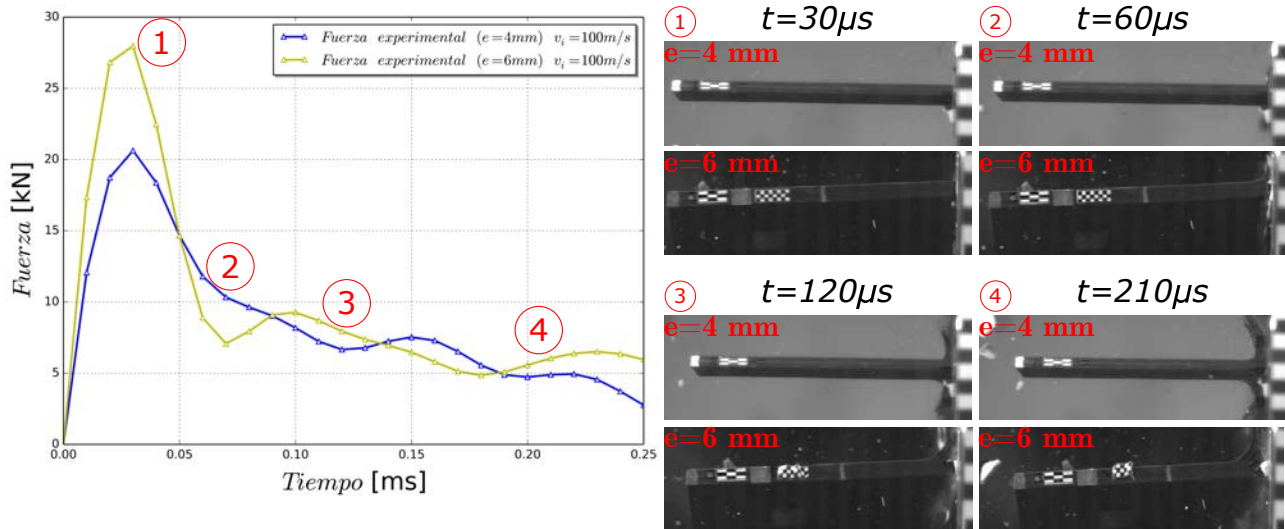 30
25
20
15
10
5
0
Fuerza [kN]
0.00 0.05 0.10 0.15 0.20 0.25
Tiempo [ms]
Fuerza experimental (e=4mm) vᵢ=100m/s
Fuerza experimental (e=6mm) vᵢ=100m/s
1
2
3
4
1 t=30µs
e=4 mm
e=6 mm
2 t=60µs
e=4 mm
e=6 mm
3 t=120µs
e=4 mm
e=6 mm
4 t=210µs
e=4 mm
e=6 mm